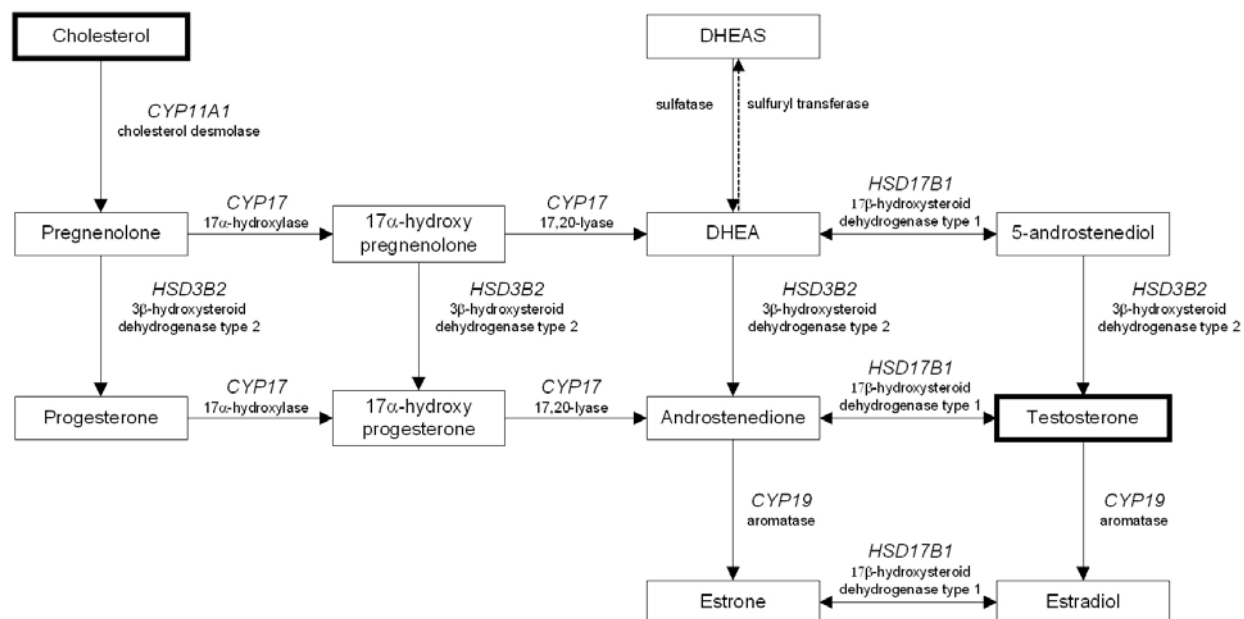 Cholesterol
DHEAS
CYP11A1
cholesterol desmolase
sulfatase
sulfuryl transferase
CYP17
17α-hydroxylase
CYP17
17,20-lyase
HSD17B1
17β-hydroxysteroid
dehydrogenase type 1
Pregnenolone
17α-hydroxy
pregnenolone
DHEA
5-androstenediol
HSD3B2
3β-hydroxysteroid
dehydrogenase type 2
HSD3B2
3β-hydroxysteroid
dehydrogenase type 2
HSD3B2
3β-hydroxysteroid
dehydrogenase type 2
HSD3B2
3β-hydroxysteroid
dehydrogenase type 2
CYP17
17α-hydroxylase
CYP17
17,20-lyase
HSD17B1
17β-hydroxysteroid
dehydrogenase type 1
Progesterone
17α-hydroxy
progesterone
Androstenedione
Testosterone
CYP19
aromatase
CYP19
aromatase
HSD17B1
17β-hydroxysteroid
dehydrogenase type 1
Estrone
Estradiol